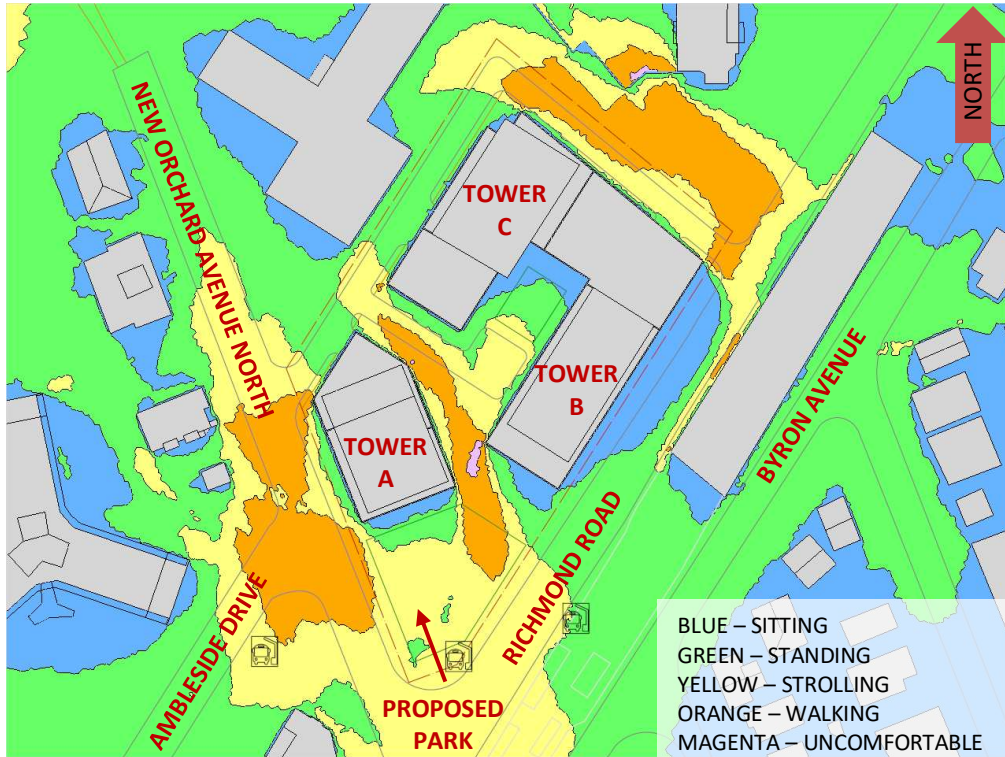 NORTH
NEW ORCHARD AVENUE NORTH
TOWER
C
TOWER
B
TOWER
A
BYRON AVENUE
RICHMOND ROAD
AMBLESIDE DRIVE
PROPOSED
PARK
BLUE – SITTING
GREEN – STANDING
YELLOW – STROLLING
ORANGE – WALKING
MAGENTA – UNCOMFORTABLE